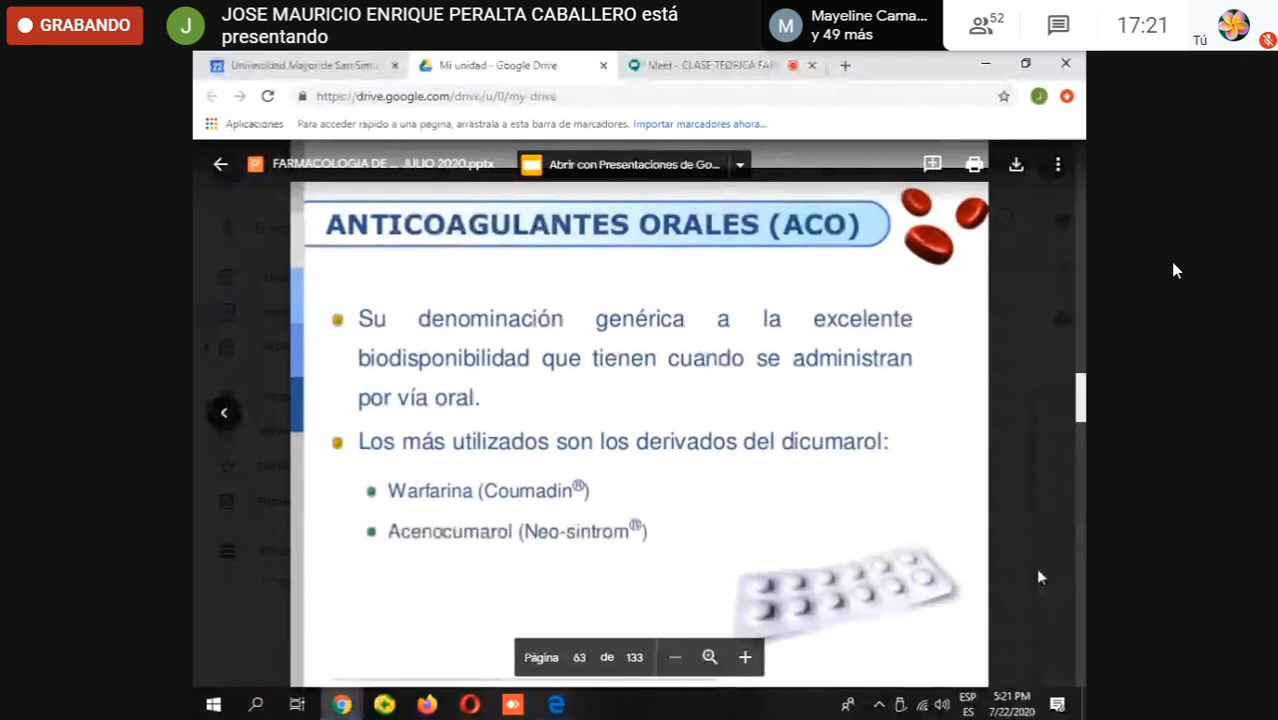 GRABANDO
J
JOSE MAURICIO ENRIQUE PERALTA CABALLERO está
presentando
M
Mayeline Cama...
y 49 más
52
17:21
Tú
Universidad Mayor de San Sim
Mi unidad - Google Drive
Meet - CLASE TEORICA FAR
https://drive.google.com/drive/u/0/my-drive
J
Aplicaciones
Para acceder rápido a una página, arrástrala a esta barra de marcadores.
Importar marcadores ahora...
P
FARMACOLOGIA DE ... JULIO 2020.pptx
Abrir con Presentaciones de Go...
ANTICOAGULANTES ORALES (ACO)
Su denominación genérica a la excelente
biodisponibilidad que tienen cuando se administran
por vía oral.
Los más utilizados son los derivados del dicumarol:
Warfarina (Coumadin®)
Acenocumarol (Neo-sintrom®)
Página 63 de 133
ESP
ES
5:21 PM
7/22/2020